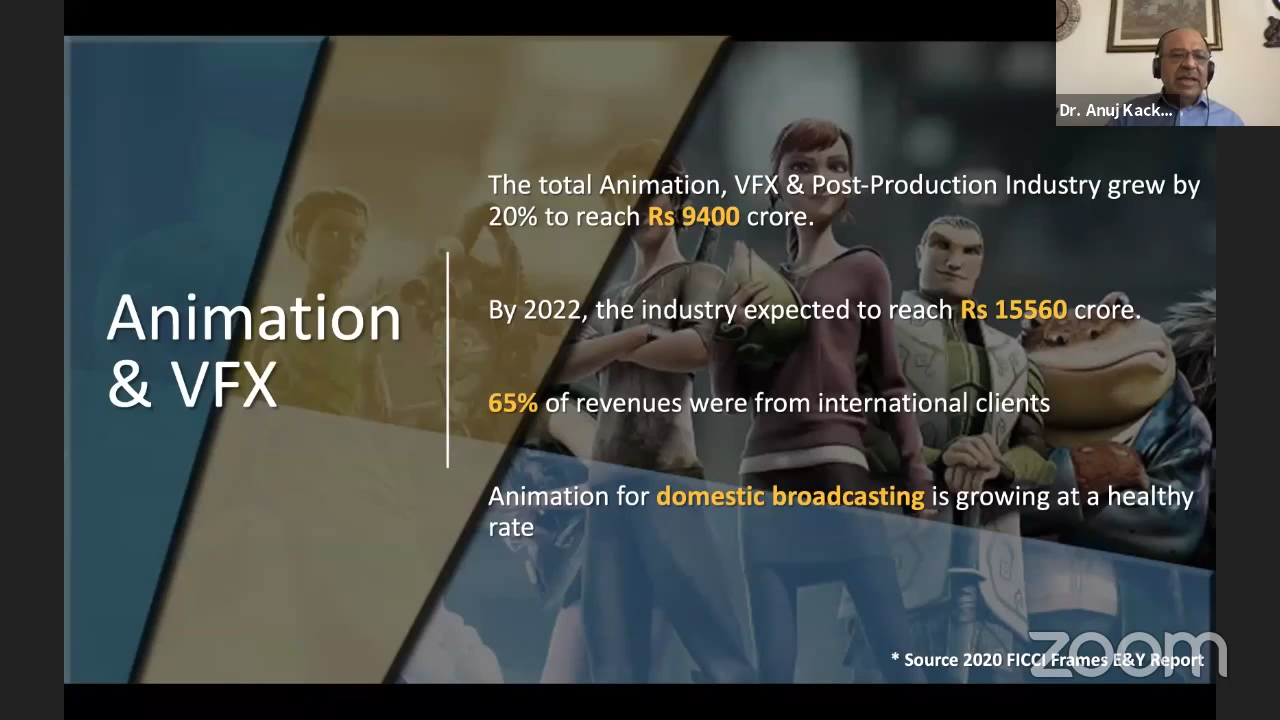 Dr. Anuj Kack...
The total Animation, VFX & Post-Production Industry grew by
20% to reach Rs 9400 crore.
Animation
& VFX
By 2022, the industry expected to reach Rs 15560 crore.
65% of revenues were from international clients
Animation for domestic broadcasting is growing at a healthy
rate
* Source 2020 FICCI Frames E&Y Report
zoom